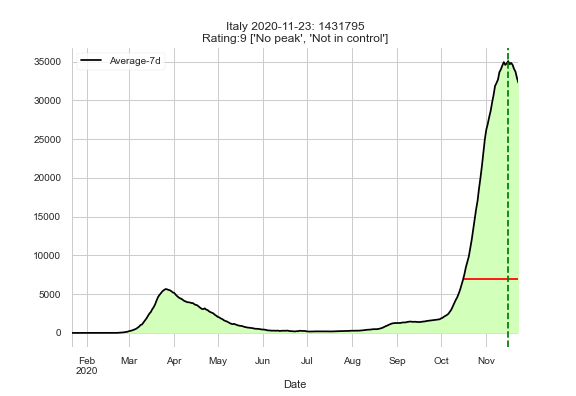 Italy 2020-11-23: 1431795
Rating:9 ['No peak', 'Not in control']
Average-7d
35000
30000
25000
20000
15000
10000
5000
0
Feb Mar Apr May Jun Jul Aug Sep Oct Nov
2020
Date